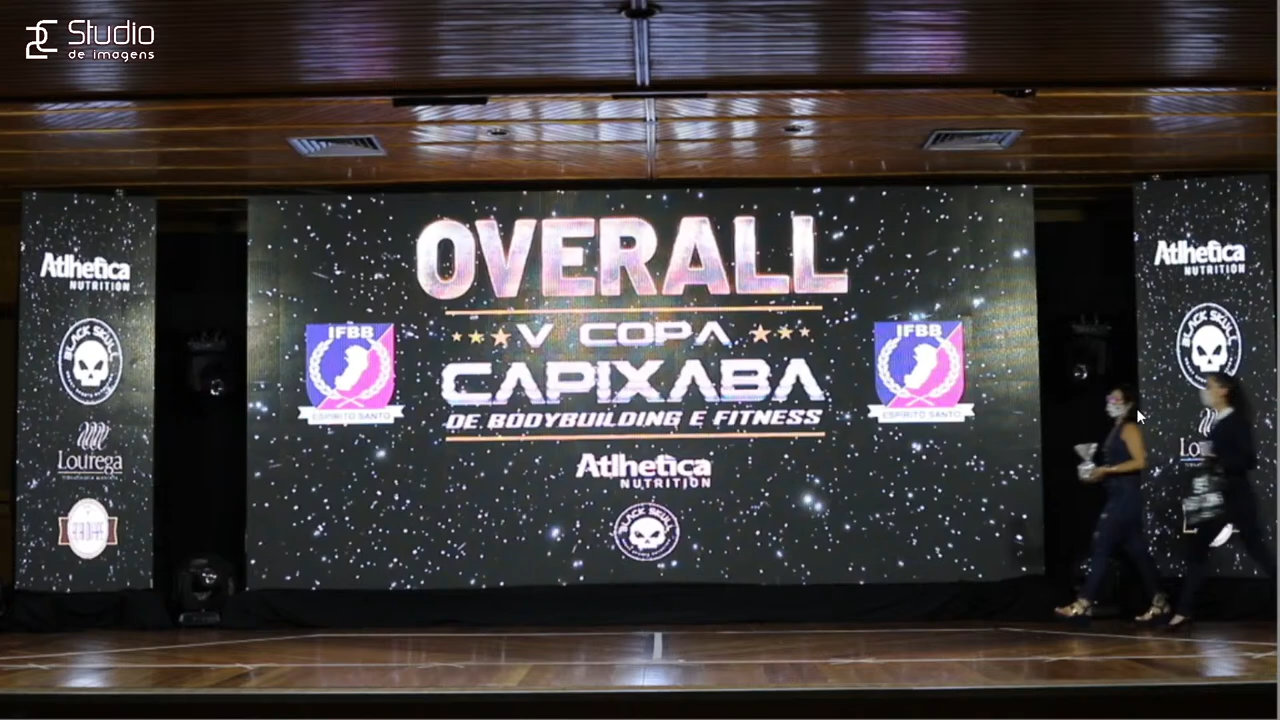 Studio
de imagens
OVERALL
V COPA
CAPIXABA
DE BODYBUILDING E FITNESS
Atlhetica
NUTRITION
BLACK SKULL
IFBB
ESPIRITO SANTO
IFBB
ESPIRITO SANTO
Atlhetica
NUTRITION
BLACK SKULL
Lourega
Atlhetica
NUTRITION
BLACK SKULL